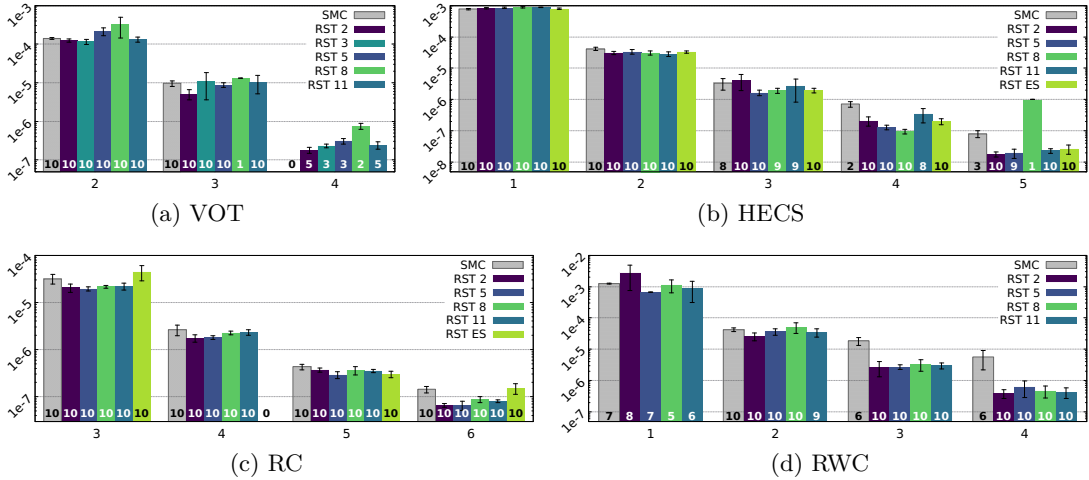 1e-3
1e-4
1e-5
1e-6
1e-7
SMC
RST 2
RST 3
RST 5
RST 8
RST 11
10 10 10 10 10 10
10 10 10 10 1 10
0 5 3 3 2 5
2 3 4
(a) VOT
1e-3
1e-4
1e-5
1e-6
1e-7
1e-8
SMC
RST 2
RST 5
RST 8
RST 11
RST ES
10 10 10 10 10 10
10 10 10 10 10 10
8 10 10 9 9 10
2 10 10 10 8 10
3 10 9 1 10 10
1 2 3 4 5
(b) HECS
1e-4
1e-5
1e-6
1e-7
SMC
RST 2
RST 5
RST 8
RST 11
RST ES
10 10 10 10 10 10
10 10 10 10 10 0
10 10 10 10 10 10
10 10 10 10 10 10
3 4 5 6
(c) RC
1e-2
1e-3
1e-4
1e-5
1e-6
1e-7
SMC
RST 2
RST 5
RST 8
RST 11
7 8 7 5 6
10 10 10 10 9
6 10 10 10 10
6 10 10 10 10
1 2 3 4
(d) RWC